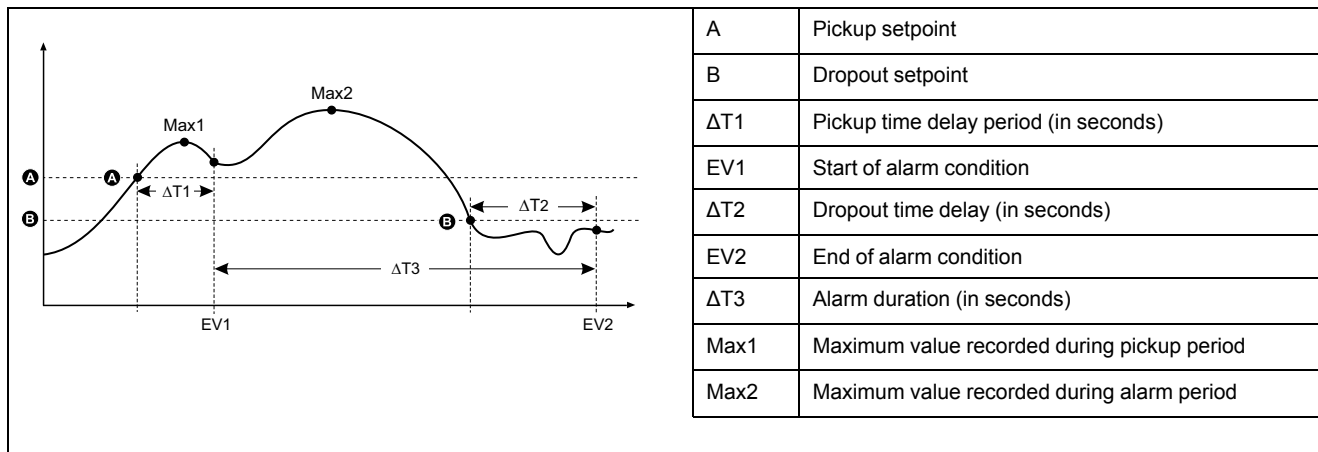 Max2
Max1
A
A
ΔT1
B
B
ΔT2
ΔT3
EV1
EV2
A Pickup setpoint
B Dropout setpoint
ΔT1 Pickup time delay period (in seconds)
EV1 Start of alarm condition
ΔT2 Dropout time delay (in seconds)
EV2 End of alarm condition
ΔT3 Alarm duration (in seconds)
Max1 Maximum value recorded during pickup period
Max2 Maximum value recorded during alarm period